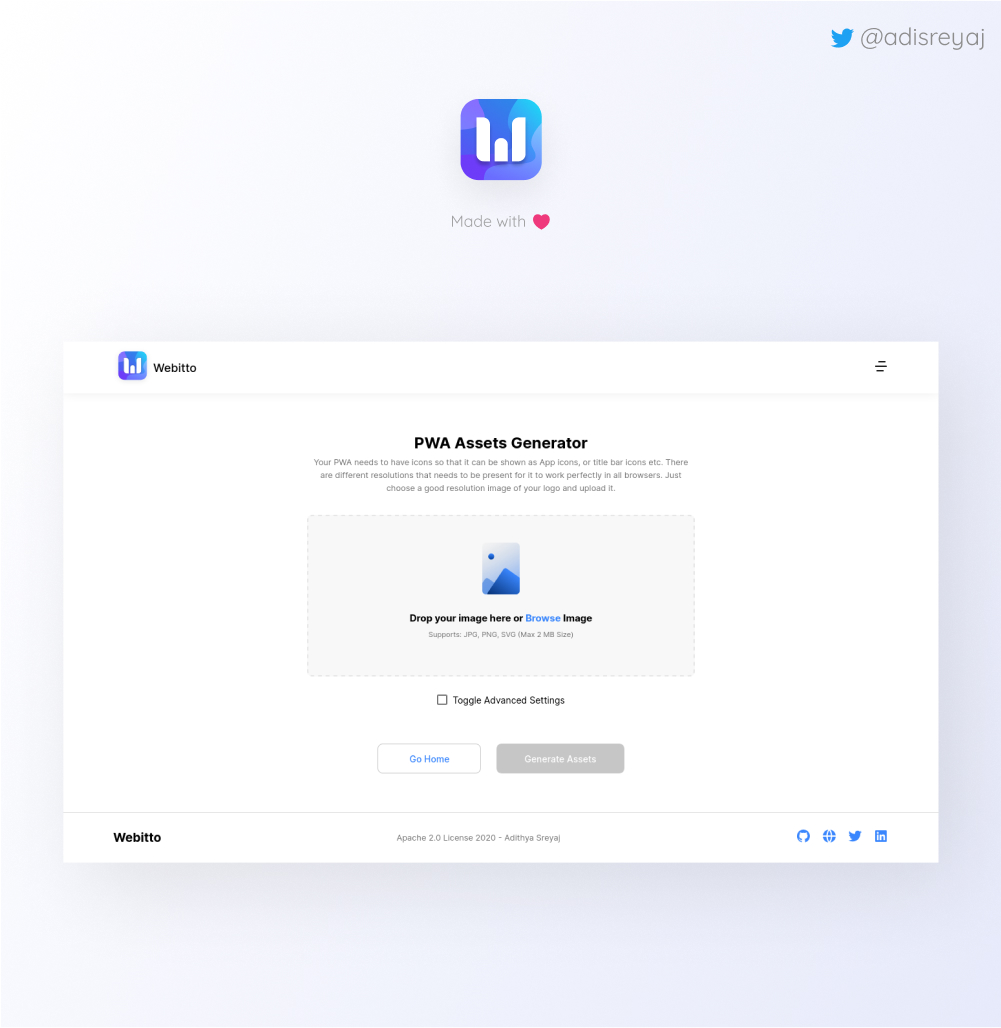 @adisreyaj
Made with
Webitto
PWA Assets Generator
Your PWA needs to have icons so that it can be shown as App icons, or title bar icons etc. There
are different resolutions that needs to be present for it to work perfectly in all browsers. Just
choose a good resolution image of your logo and upload it.
Drop your image here or Browse Image
Supports: JPG, PNG, SVG (Max 2 MB Size)
Toggle Advanced Settings
Go Home
Generate Assets
Webitto
Apache 2.0 License 2020 - Adithya Sreyaj